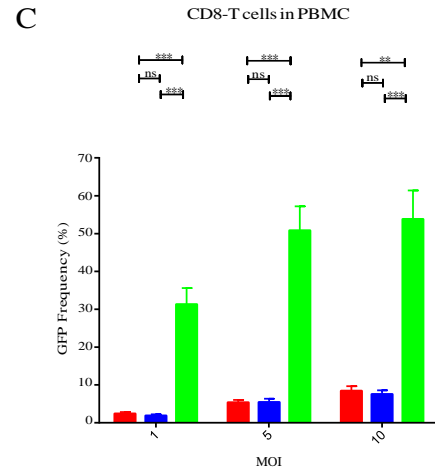 C
CD8-T cells in PBMC
*** *** **
ns ns ns
*** *** ***
70
60
50
40
30
20
10
0
GFP Frequency (%)
1 5 10
MOI